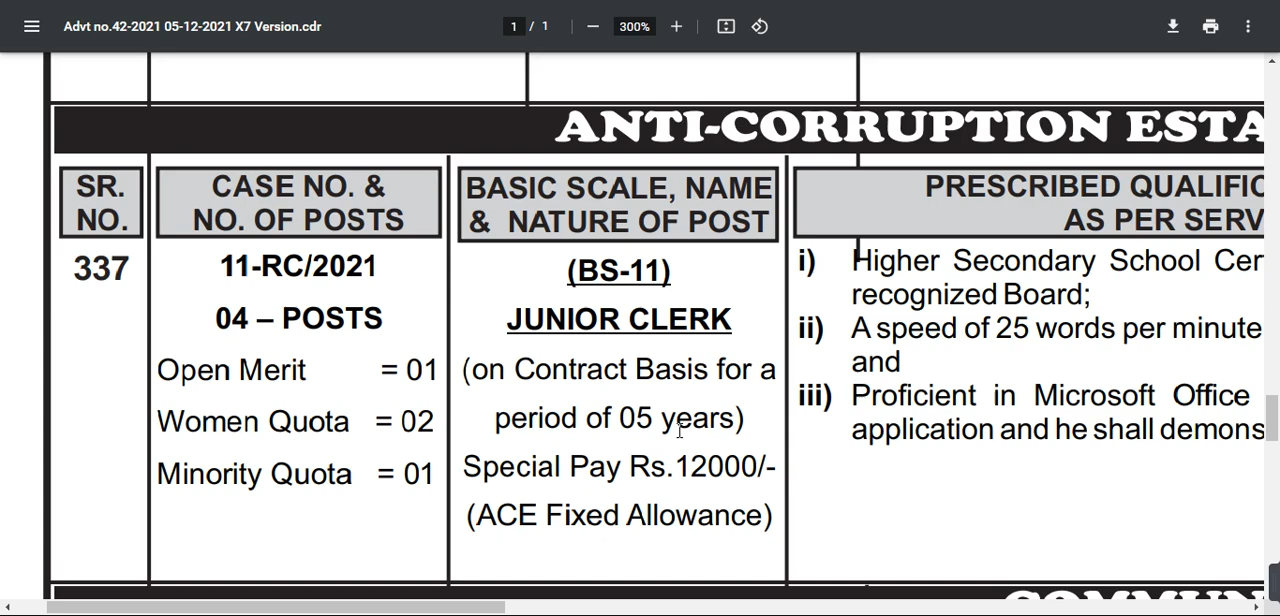 Advt no.42-2021 05-12-2021 X7 Version.cdr
1 / 1
300%
ANTI-CORRUPTION ESTA
SR.
NO.
CASE NO. &
NO. OF POSTS
BASIC SCALE, NAME
& NATURE OF POST
PRESCRIBED QUALIFIC
AS PER SERV
337
11-RC/2021
04 – POSTS
Open Merit = 01
Women Quota = 02
Minority Quota = 01
(BS-11)
JUNIOR CLERK
(on Contract Basis for a
period of 05 years)
Special Pay Rs.12000/-
(ACE Fixed Allowance)
i) Higher Secondary School Cer
recognized Board;
ii) A speed of 25 words per minute
and
iii) Proficient in Microsoft Office
application and he shall demons
COMMUN